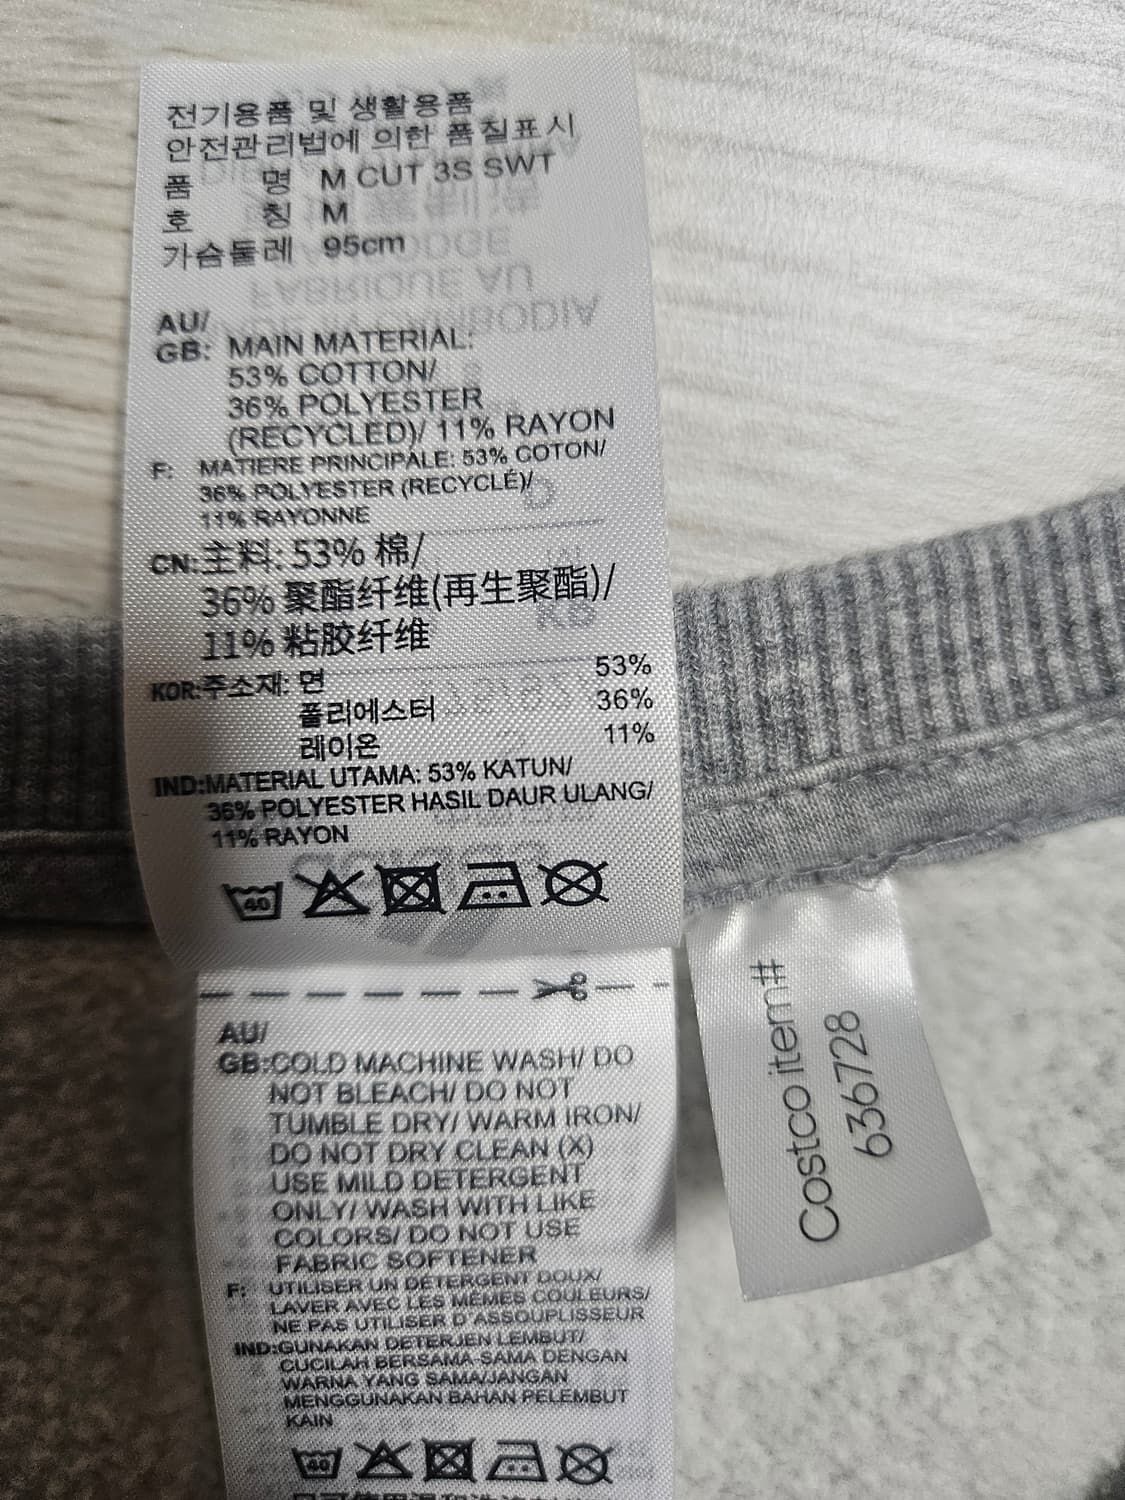 전기용품 및 생활용품
안전관리법에 의한 품질표시
품 명 M CUT 3S SWT
호 칭 M
가슴둘레 95cm
AU/
GB: MAIN MATERIAL:
53% COTTON/
36% POLYESTER
(RECYCLED)/ 11% RAYON
F: MATIERE PRINCIPALE: 53% COTON/
36% POLYESTER (RECYCLÉ)/
11% RAYONNE
CN:主料: 53% 棉/
36% 聚酯纤维(再生聚酯)/
11% 粘胶纤维
KOR:주소재: 면 53%
폴리에스터 36%
레이온 11%
IND:MATERIAL UTAMA: 53% KATUN/
36% POLYESTER HASIL DAUR ULANG/
11% RAYON
40
AU/
GB:COLD MACHINE WASH/ DO
NOT BLEACH/ DO NOT
TUMBLE DRY/ WARM IRON/
DO NOT DRY CLEAN (X)
USE MILD DETERGENT
ONLY/ WASH WITH LIKE
COLORS/ DO NOT USE
FABRIC SOFTENER
F: UTILISER UN DETERGENT DOUX/
LAVER AVEC LES MÊMES COULEURS/
NE PAS UTILISER D'ASSOUPLISSEUR
IND:GUNAKAN DETERJEN LEMBUT/
CUCILAH BERSAMA-SAMA DENGAN
WARNA YANG SAMA/JANGAN
MENGGUNAKAN BAHAN PELEMBUT
KAIN
40
Costco item#
636728